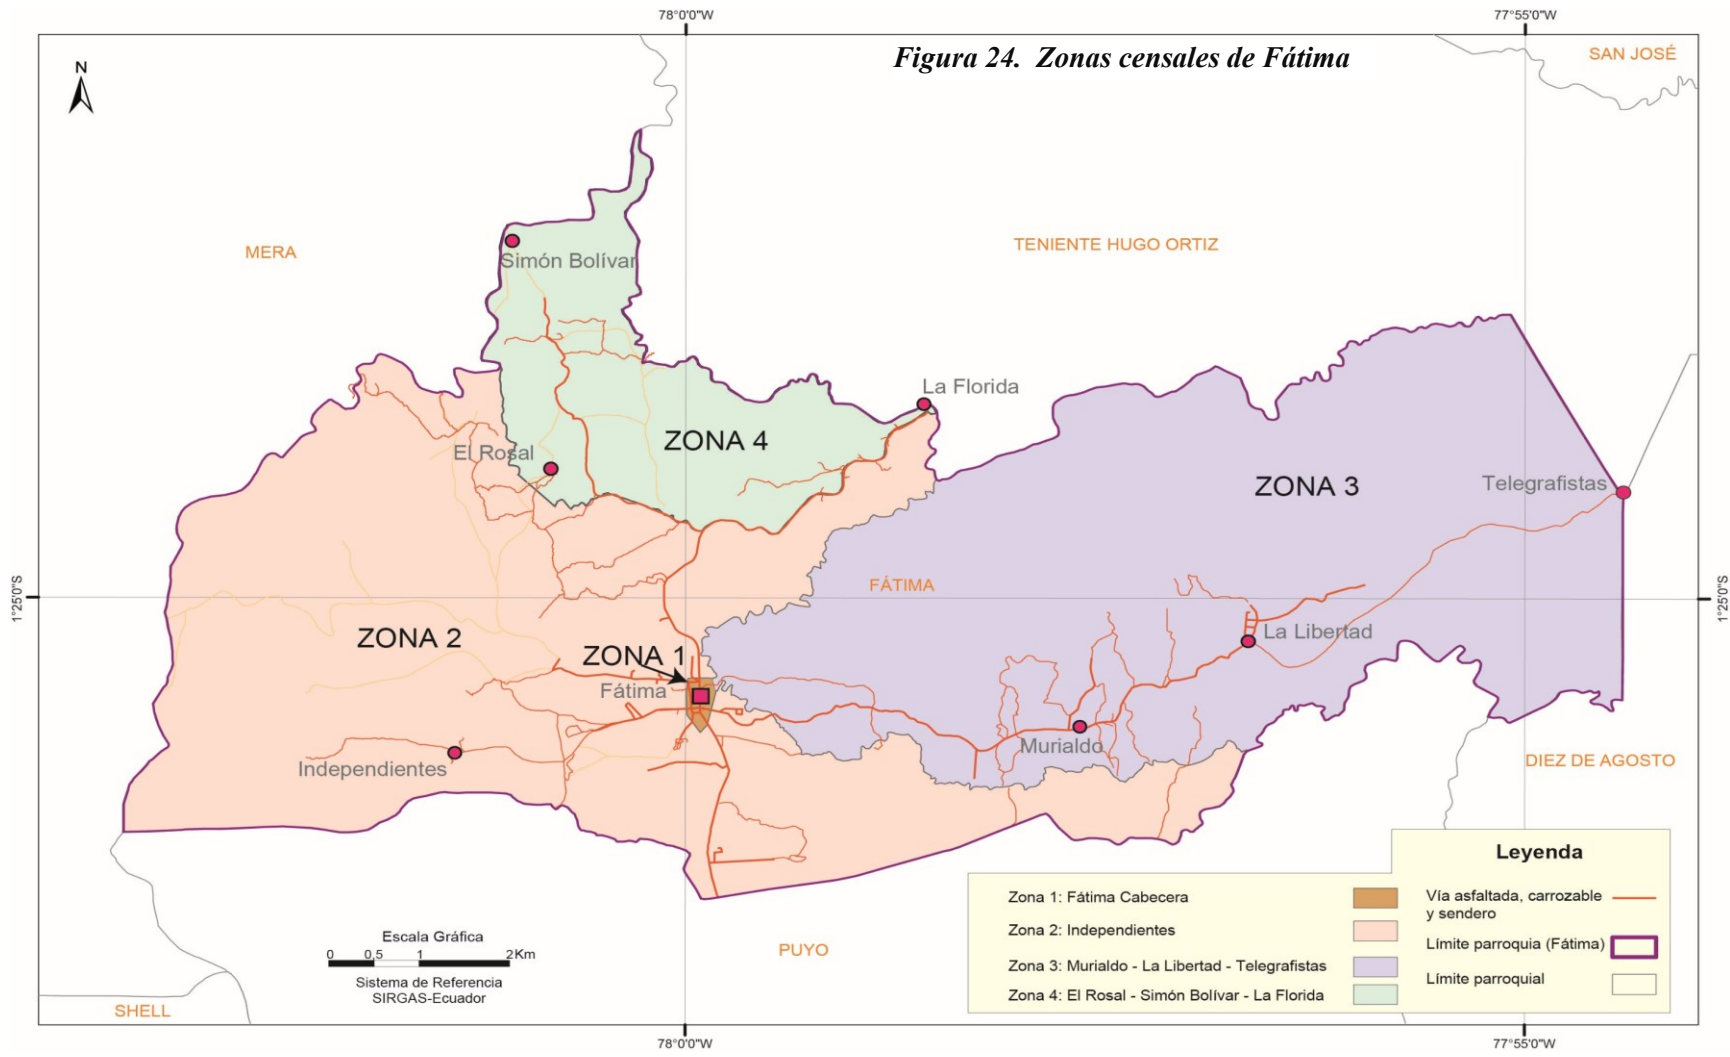 78°0'0"W
77°55'0"W
Figura 24.  Zonas censales de Fátima
SAN JOSÉ
N
MERA
TENIENTE HUGO ORTIZ
Simón Bolívar
La Florida
ZONA 4
El Rosal
ZONA 3
Telegrafistas
FÁTIMA
1°25'0"S
1°25'0"S
ZONA 2
ZONA 1
La Libertad
Fátima
Murialdo
Independientes
DIEZ DE AGOSTO
Leyenda
Zona 1: Fátima Cabecera
Zona 2: Independientes
Zona 3: Murialdo - La Libertad - Telegrafistas
Zona 4: El Rosal - Simón Bolívar - La Florida
Vía asfaltada, carrozable
y sendero
Límite parroquia (Fátima)
Límite parroquial
PUYO
Escala Gráfica
0 0,5 1 2Km
Sistema de Referencia
SIRGAS-Ecuador
SHELL
78°0'0"W
77°55'0"W